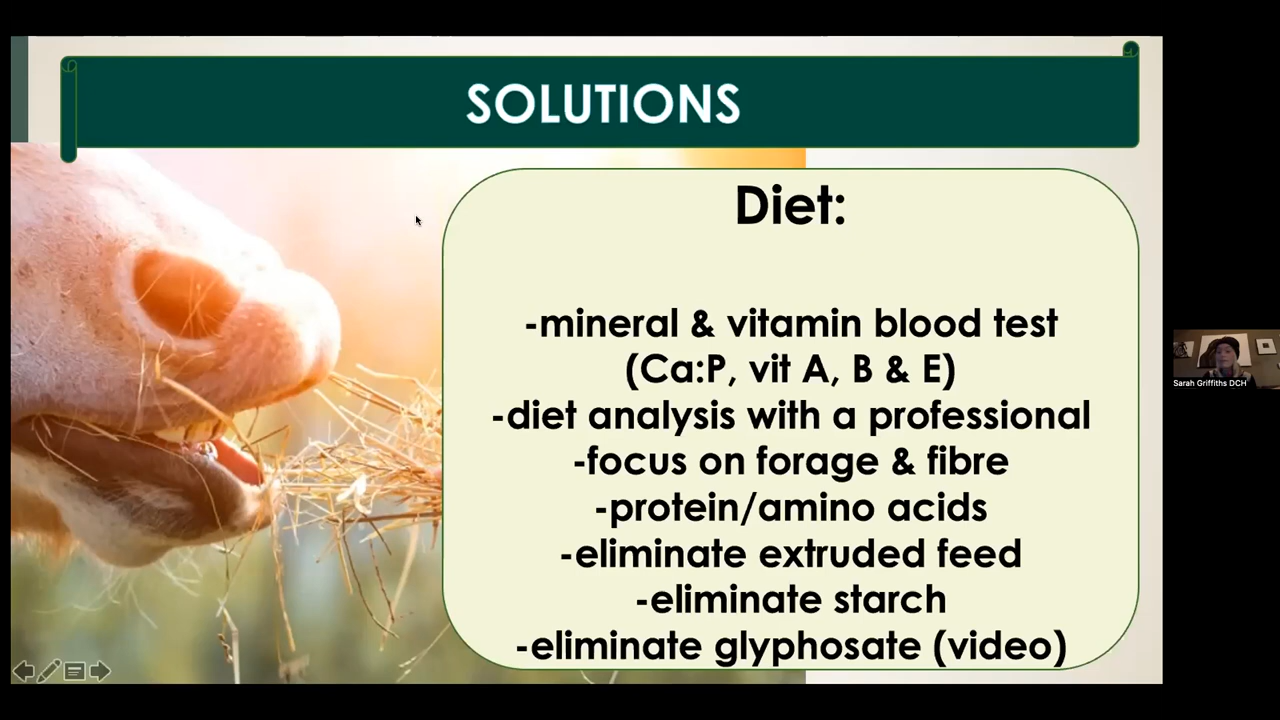 SOLUTIONS
Diet:
-mineral & vitamin blood test
(Ca:P, vit A, B & E)
-diet analysis with a professional
-focus on forage & fibre
-protein/amino acids
-eliminate extruded feed
-eliminate starch
-eliminate glyphosate (video)
Sarah Griffiths DCH